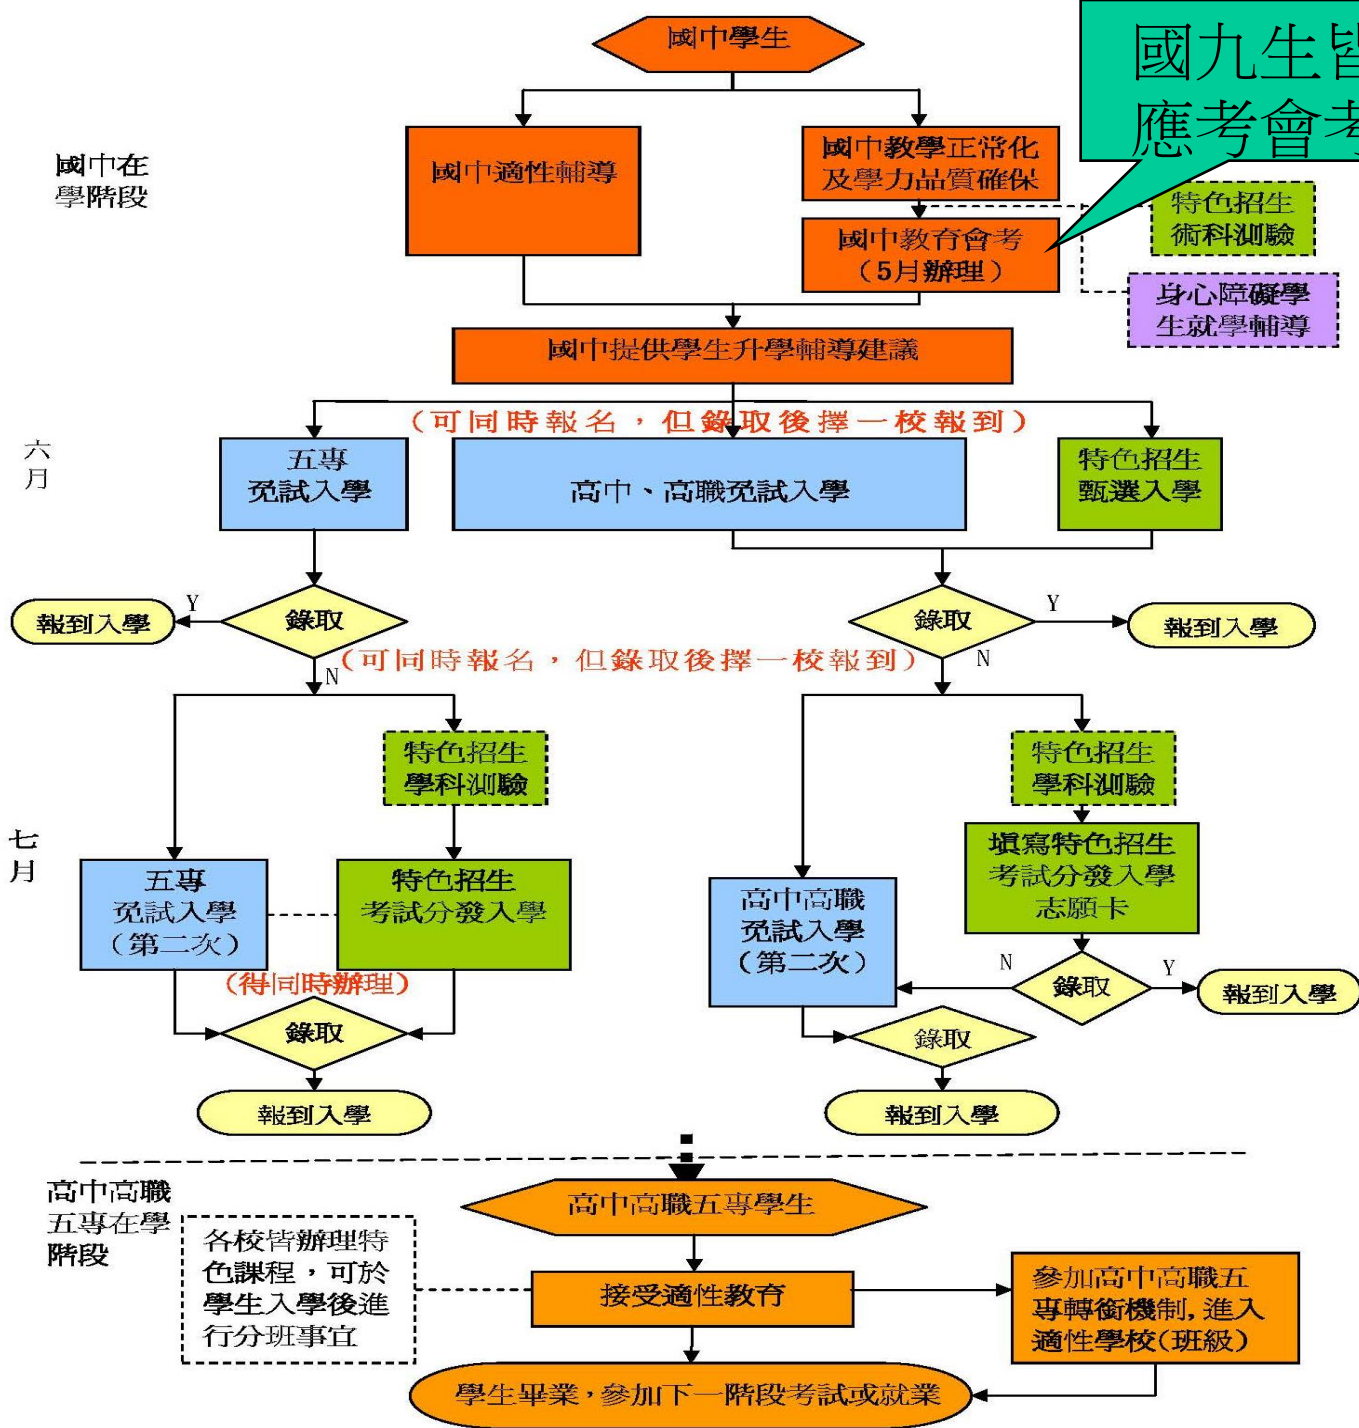 國中學生
國九生皆
應考會考
國中在
學階段
國中適性輔導
國中教學正常化
及學力品質確保
國中教育會考
(5月辦理)
特色招生
術科測驗
身心障礙學
生就學輔導
國中提供學生升學輔導建議
(可同時報名,但錄取後擇一校報到)
六
月
五專
免試入學
高中、高職免試入學
特色招生
甄選入學
報到入學
Y
錄取
錄取
Y
報到入學
N
(可同時報名,但錄取後擇一校報到)
N
特色招生
學科測驗
特色招生
學科測驗
七
月
五專
免試入學
(第二次)
特色招生
考試分發入學
高中高職
免試入學
(第二次)
填寫特色招生
考試分發入學
志願卡
(得同時辦理)
N
錄取
Y
報到入學
錄取
錄取
報到入學
報到入學
高中高職
五專在學
階段
高中高職五專學生
各校皆辦理特
色課程,可於
學生入學後進
行分班事宜
接受適性教育
參加高中高職五
專轉銜機制,進入
適性學校(班級)
學生畢業,參加下一階段考試或就業